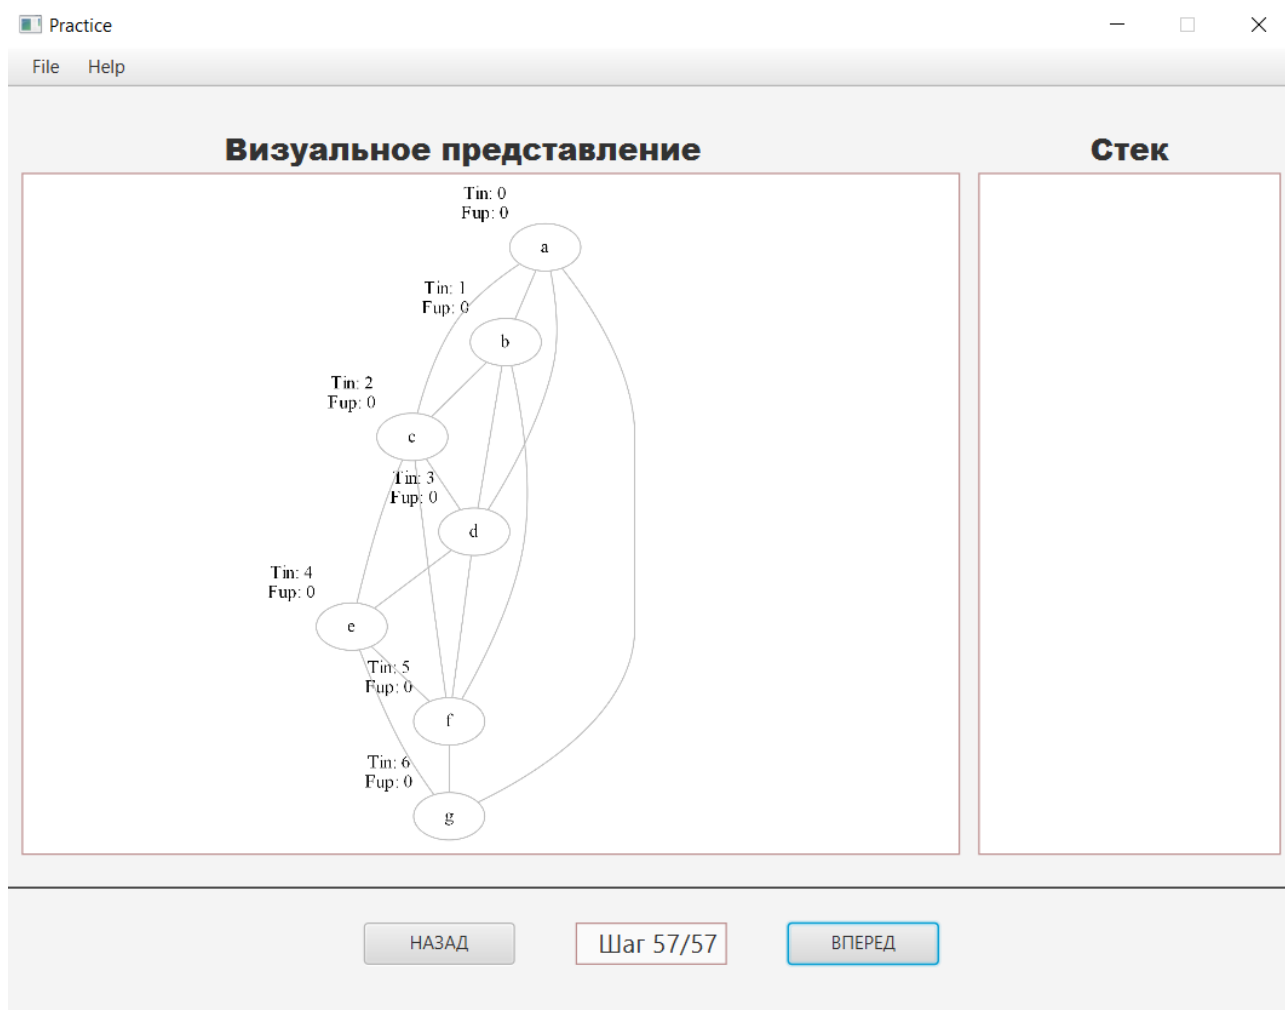 Practice
File Help
Визуальное представление
Стек
Tin: 0
Fup: 0
a
Tin: 1
Fup: 0
b
Tin: 2
Fup: 0
c
Tin: 3
Fup: 0
d
Tin: 4
Fup: 0
e
Tin: 5
Fup: 0
f
Tin: 6
Fup: 0
g
НАЗАД
Шаг 57/57
ВПЕРЕД